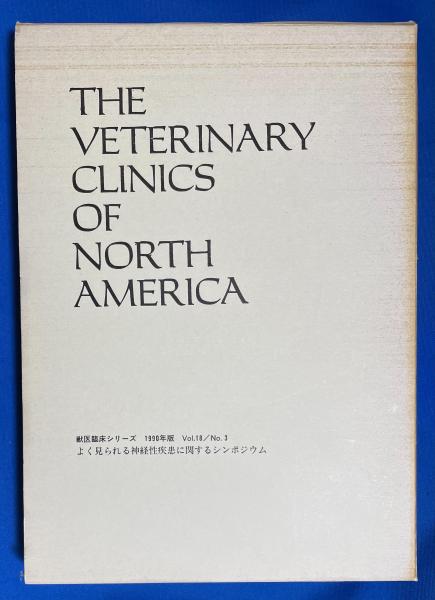 THE
VETERINARY
CLINICS
OF
NORTH
AMERICA
獣医臨床シリーズ 1990年版 Vol.18/No.3
よく見られる神経性疾患に関するシンポジウム